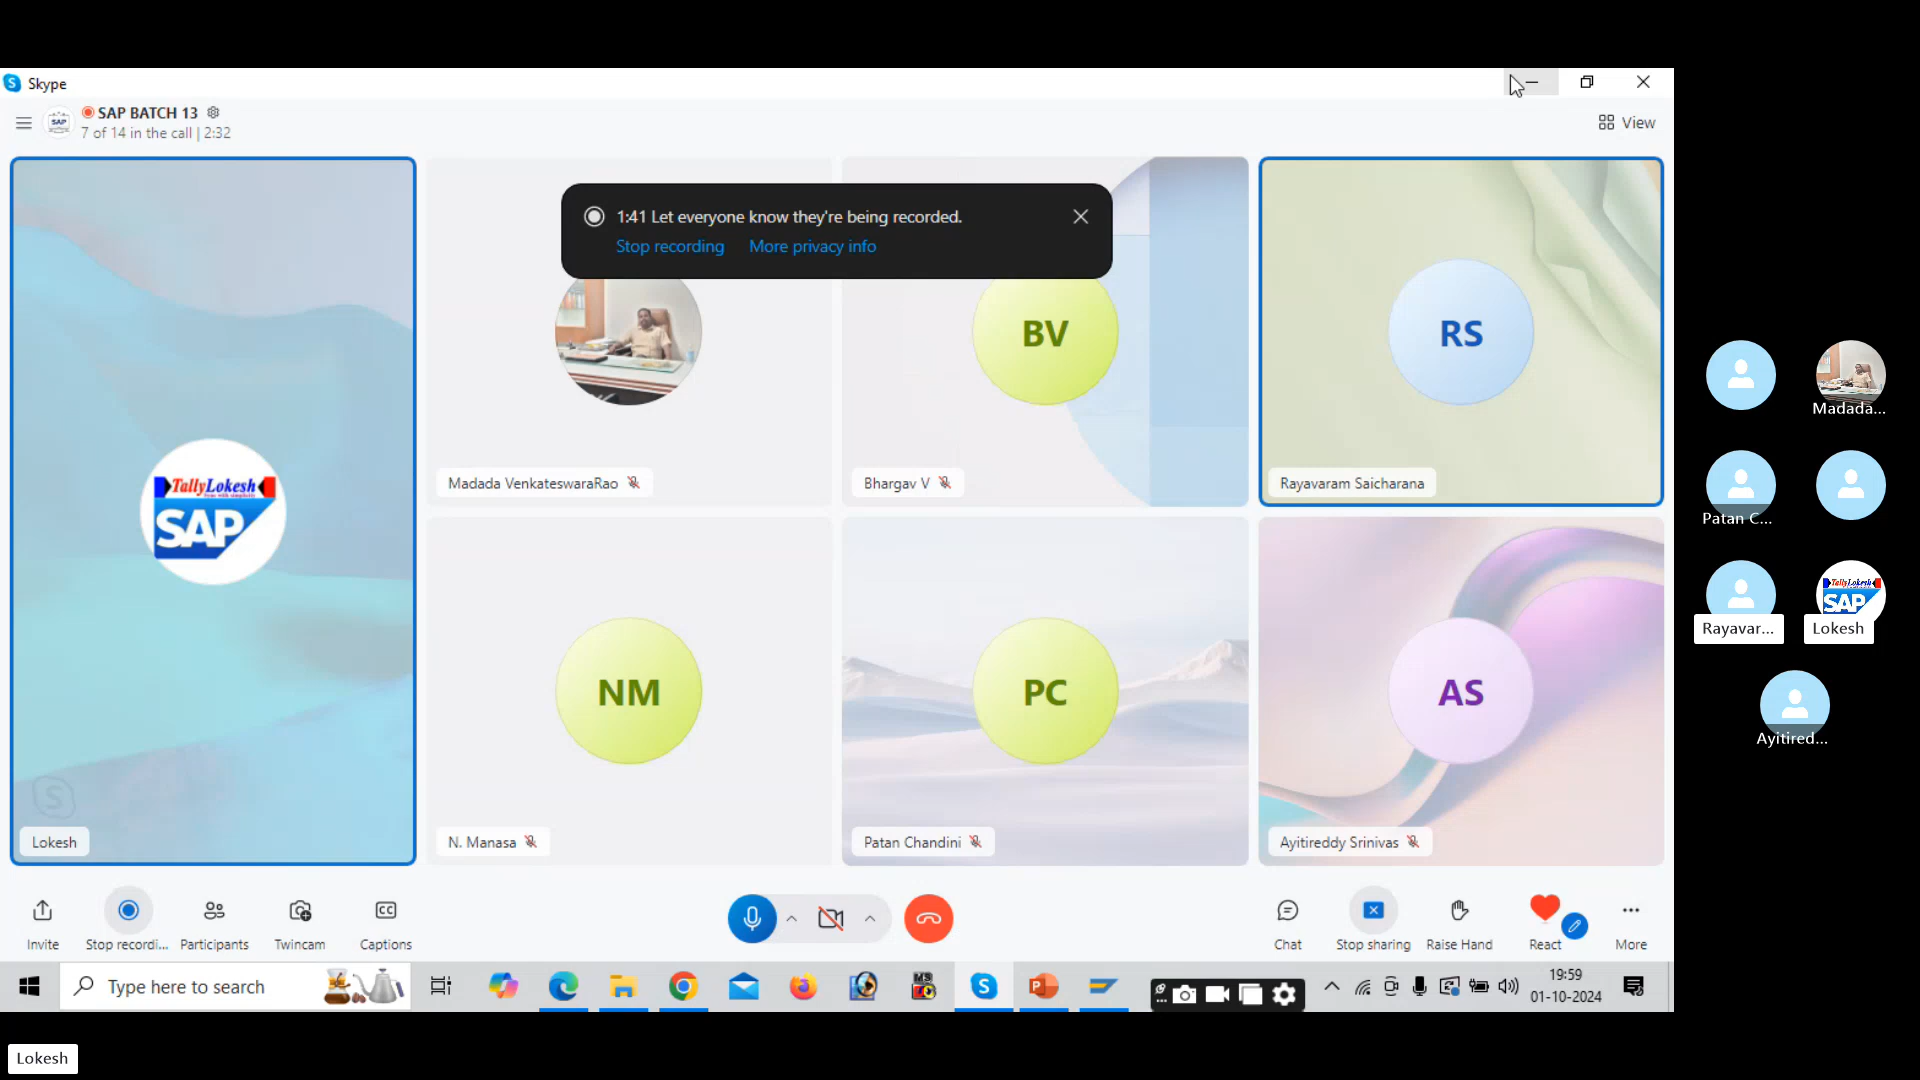 Skype
SAP BATCH 13
7 of 14 in the call | 2:32
View
1:41 Let everyone know they're being recorded.
Stop recording More privacy info
BV
RS
Madada VenkateswaraRao
Bhargav V
Rayavaram Saicharana
TallyLokesh
SAP
NM
PC
AS
Lokesh
N. Manasa
Patan Chandini
Ayitireddy Srinivas
Invite
Stop recordi...
Participants
Twincam
CC
Captions
Chat
Stop sharing
Raise Hand
React
More
Type here to search
19:59
01-10-2024
Madada...
Patan C...
TallyLokesh
SAP
Rayavar...
Lokesh
Ayitired...
Lokesh